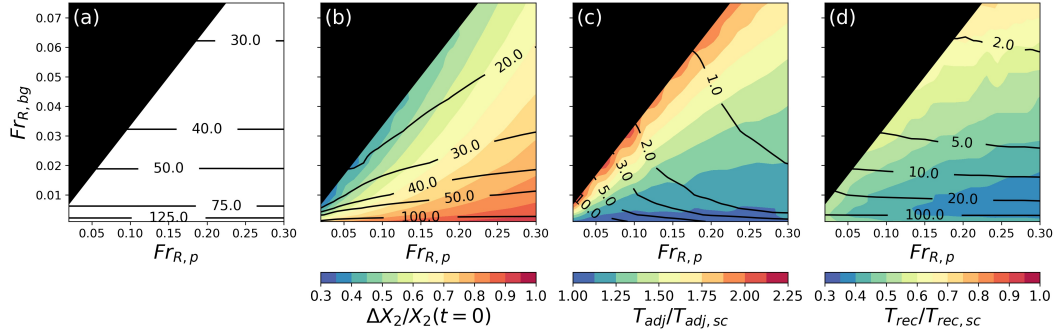 (a)
0.07
0.06
0.05
0.04
0.03
0.02
0.01
Fr_{R, bg}
30.0
40.0
50.0
75.0
125.0
0.05 0.10 0.15 0.20 0.25 0.30
Fr_{R, p}
(b)
20.0
30.0
40.0
50.0
100.0
0.05 0.10 0.15 0.20 0.25 0.30
Fr_{R, p}
0.3 0.4 0.5 0.6 0.7 0.8 0.9 1.0
ΔX_2/X_2(t = 0)
(c)
1.0
2.0
3.0
5.0
0.05 0.10 0.15 0.20 0.25 0.30
Fr_{R, p}
1.00 1.25 1.50 1.75 2.00 2.25
T_{adj}/T_{adj, sc}
(d)
2.0
5.0
10.0
20.0
100.0
0.05 0.10 0.15 0.20 0.25 0.30
Fr_{R, p}
0.3 0.4 0.5 0.6 0.7 0.8 0.9 1.0
T_{rec}/T_{rec, sc}